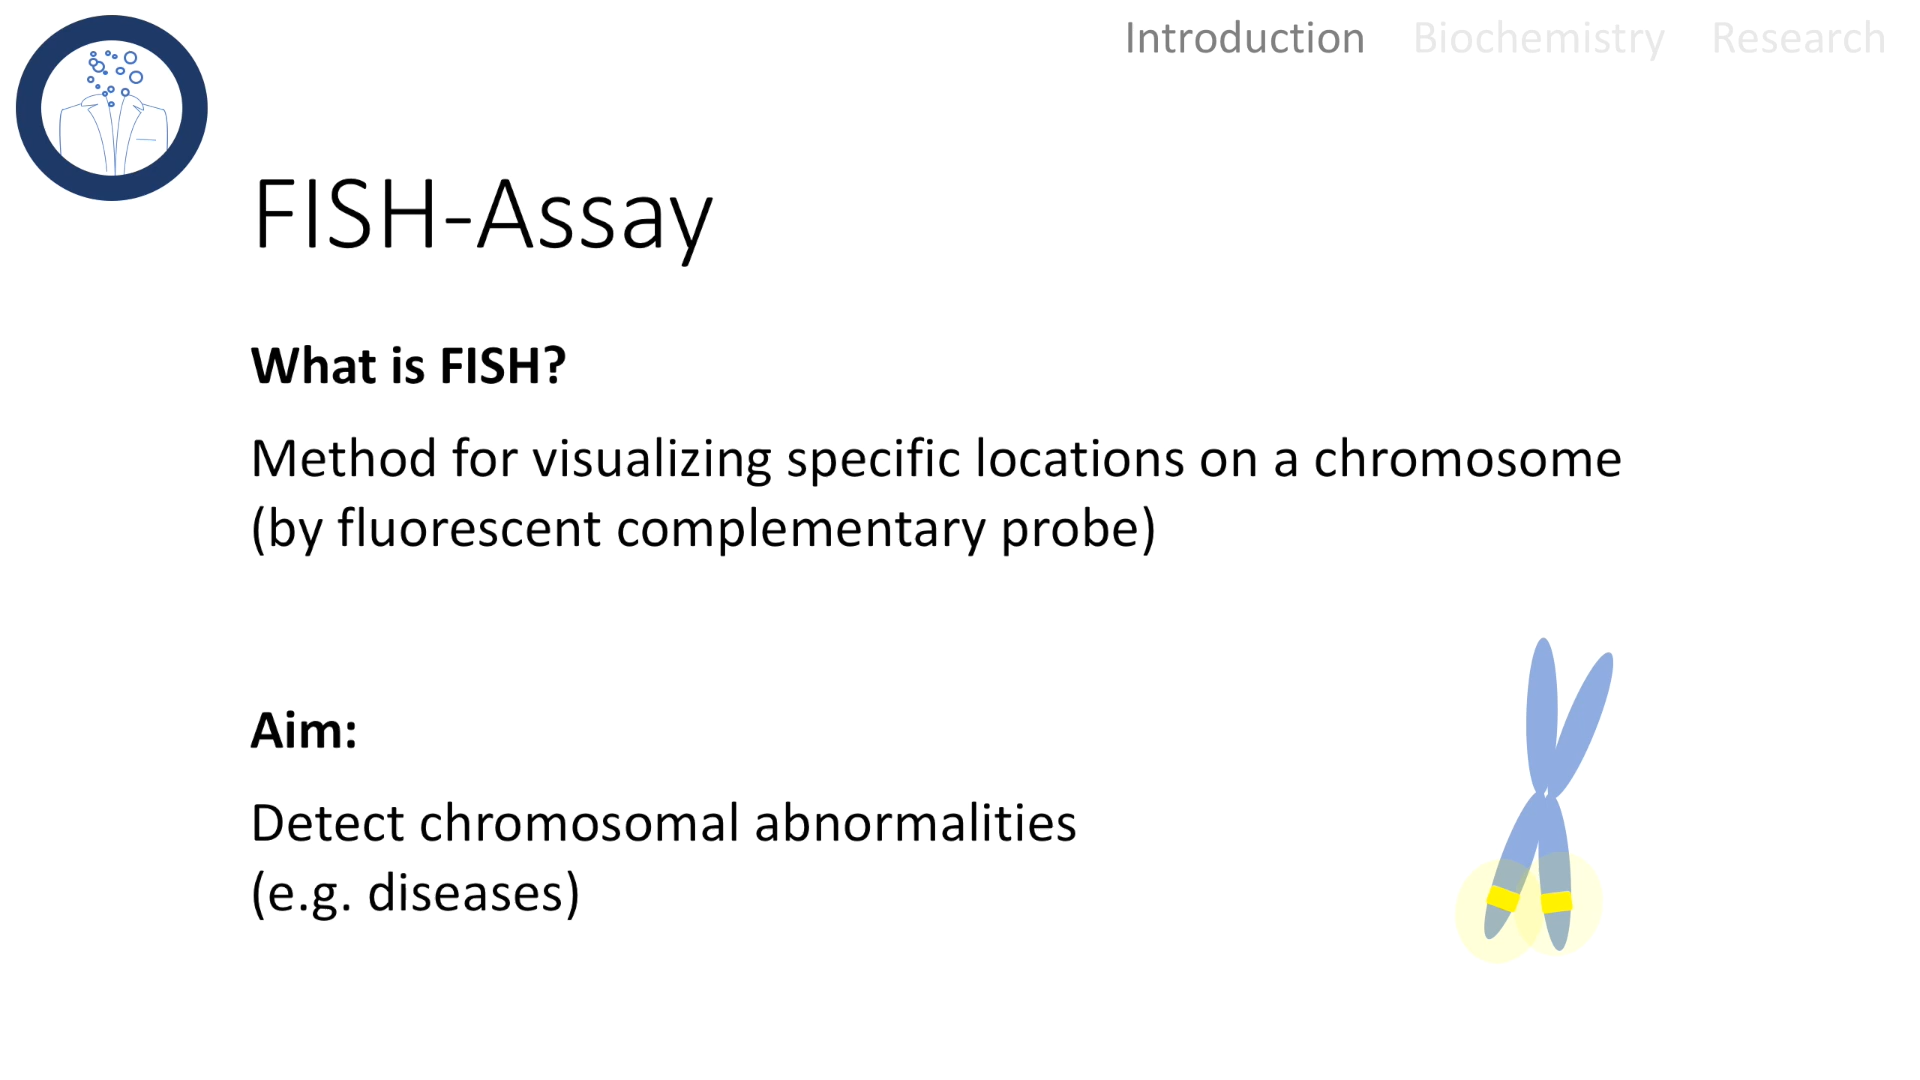 Introduction Biochemistry Research
FISH-Assay
What is FISH?
Method for visualizing specific locations on a chromosome
(by fluorescent complementary probe)
Aim:
Detect chromosomal abnormalities
(e.g. diseases)